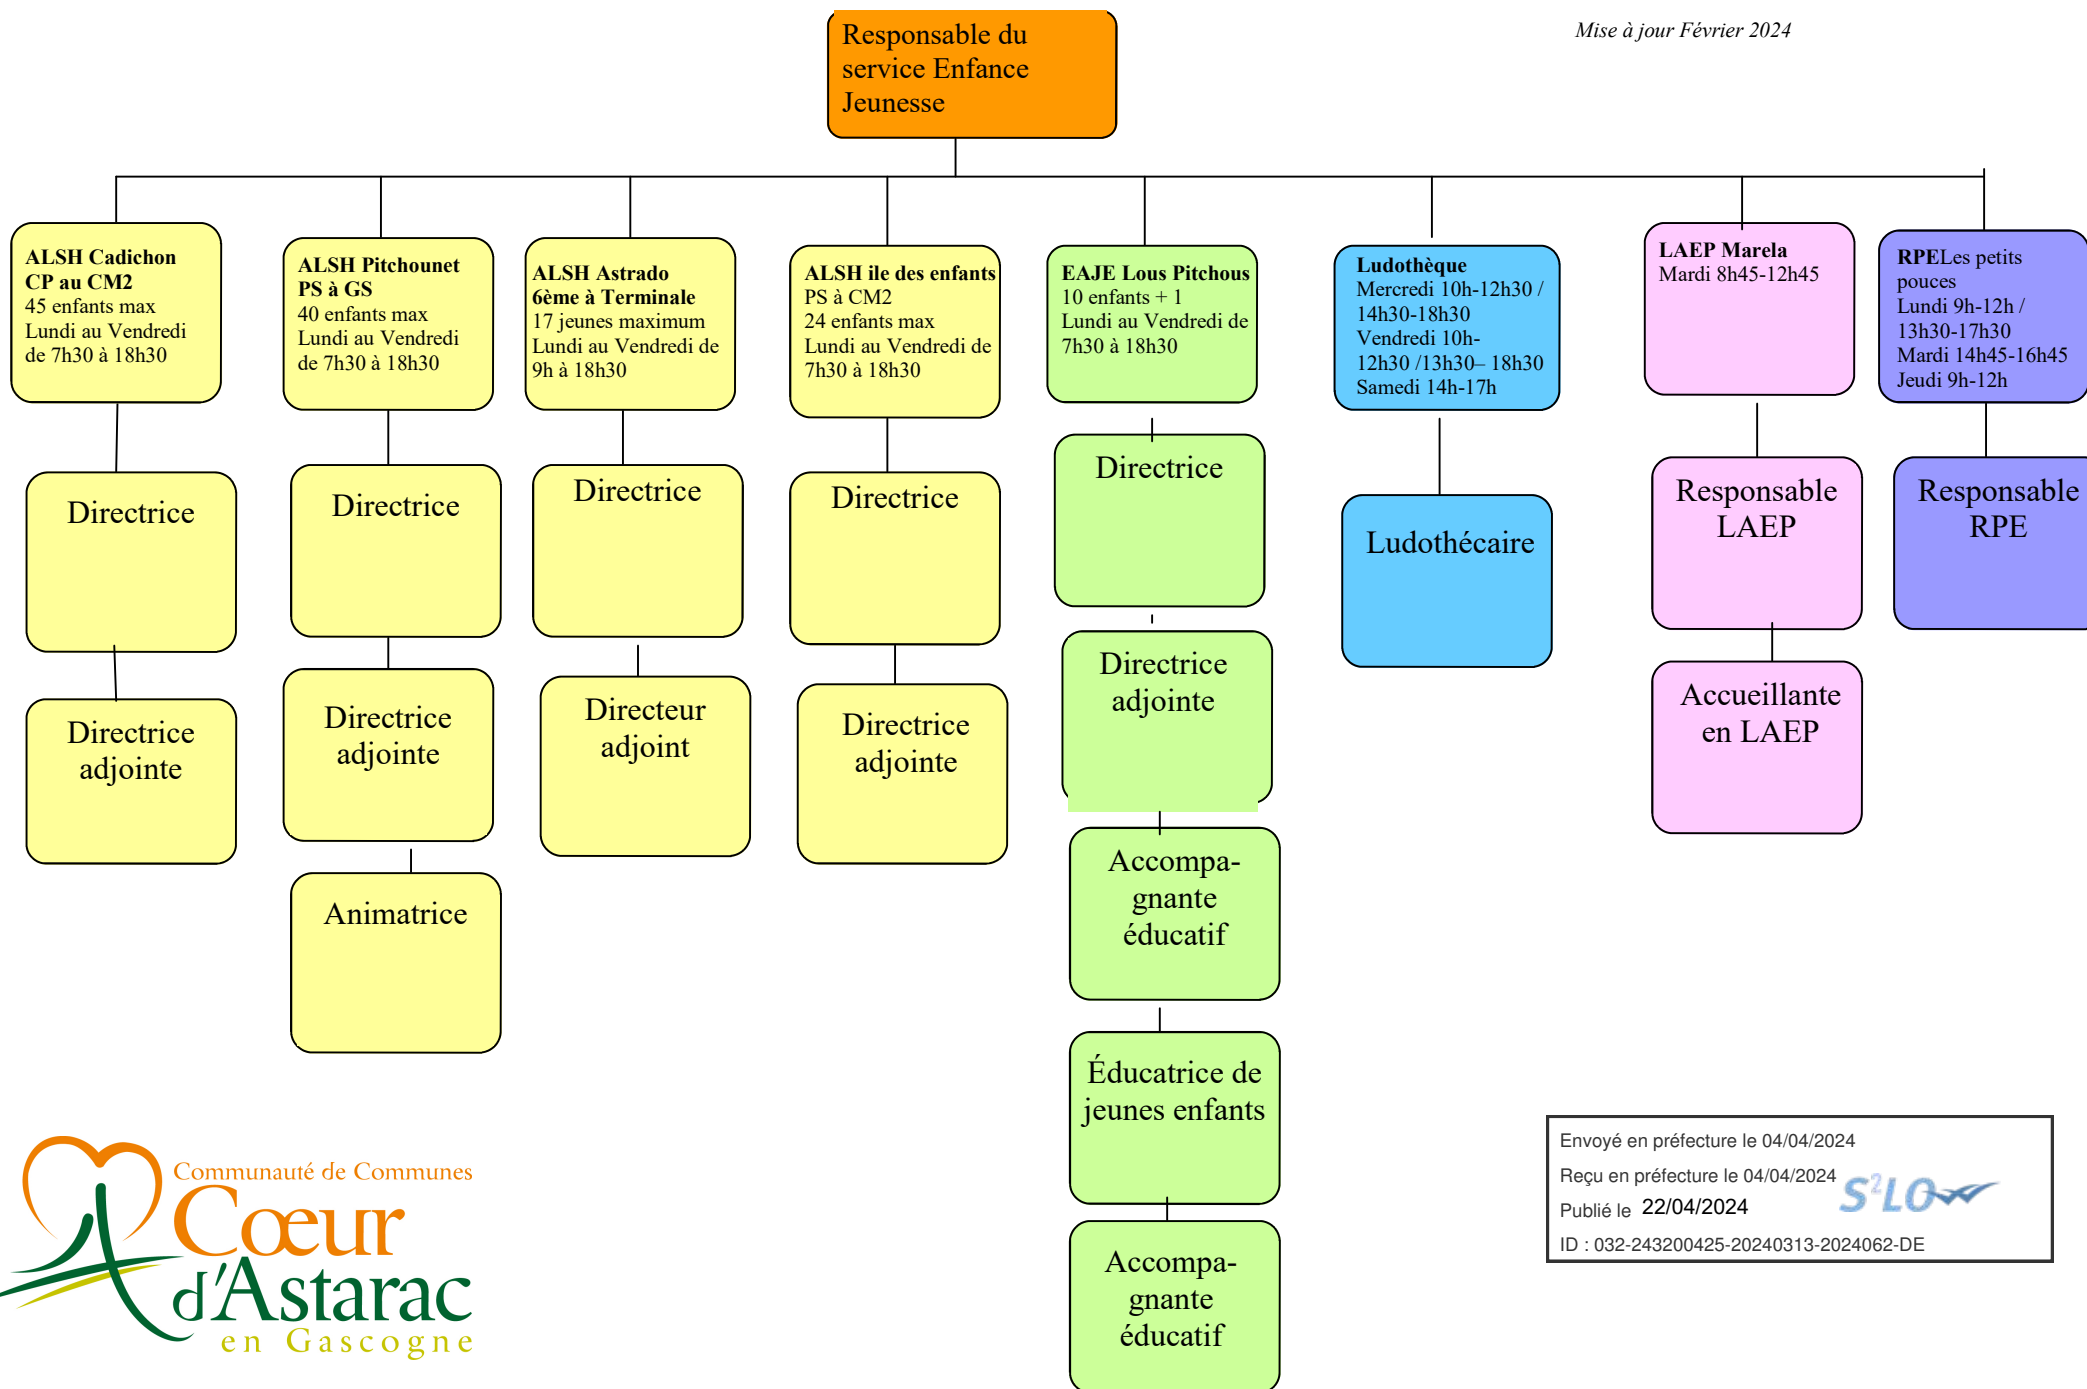 Mise à jour Février 2024
Responsable du
service Enfance
Jeunesse
ALSH Cadichon
CP au CM2
45 enfants max
Lundi au Vendredi
de 7h30 à 18h30
ALSH Pitchounet
PS à GS
40 enfants max
Lundi au Vendredi
de 7h30 à 18h30
ALSH Astrado
6ème à Terminale
17 jeunes maximum
Lundi au Vendredi de
9h à 18h30
ALSH ile des enfants
PS à CM2
24 enfants max
Lundi au Vendredi de
7h30 à 18h30
EAJE Lous Pitchous
10 enfants + 1
Lundi au Vendredi de
7h30 à 18h30
Ludothèque
Mercredi 10h-12h30 /
14h30-18h30
Vendredi 10h-
12h30 /13h30– 18h30
Samedi 14h-17h
LAEP Marela
Mardi 8h45-12h45
RPELes petits
pouces
Lundi 9h-12h /
13h30-17h30
Mardi 14h45-16h45
Jeudi 9h-12h
Directrice
Directrice
Directrice
Directrice
Directrice
Ludothécaire
Responsable
LAEP
Responsable
RPE
Directrice
adjointe
Directrice
adjointe
Directeur
adjoint
Directrice
adjointe
Directrice
adjointe
Accueillante
en LAEP
Animatrice
Accompa-
gnante
éducatif
Éducatrice de
jeunes enfants
Accompa-
gnante
éducatif
Communauté de Communes
Cœur
d'Astarac
en Gascogne
Envoyé en préfecture le 04/04/2024
Reçu en préfecture le 04/04/2024
S²LOW
Publié le 22/04/2024
ID : 032-243200425-20240313-2024062-DE